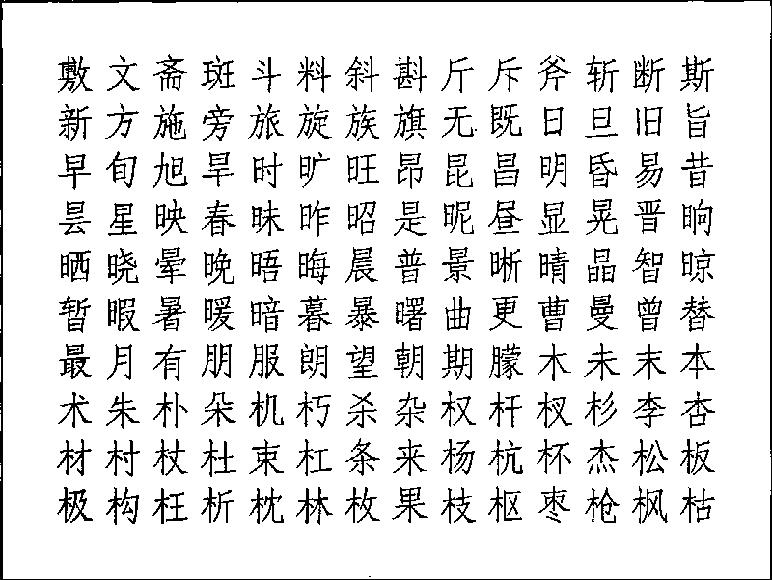 敷文斋斑斗料斜斟斤斥斧斩断斯
新方施旁旅旋族旗无既日旦旧旨
早旬旭旱时旷旺昂昆昌明昏易昔
昙星映春昧昨昭是昵昼显晃晋晌
晒晓晕晚晤晦晨普景晰晴晶智晾
暂暇暑暖暗暮暴曙曲更曹曼曾替
最月有朋服朗望朝期朦木未末本
术朱朴朵机朽杀杂权杆杈杉李杏
材村杖杜束杠条来杨杭杯杰松板
极构枉析枕林枚果枝枢枣枪枫枯